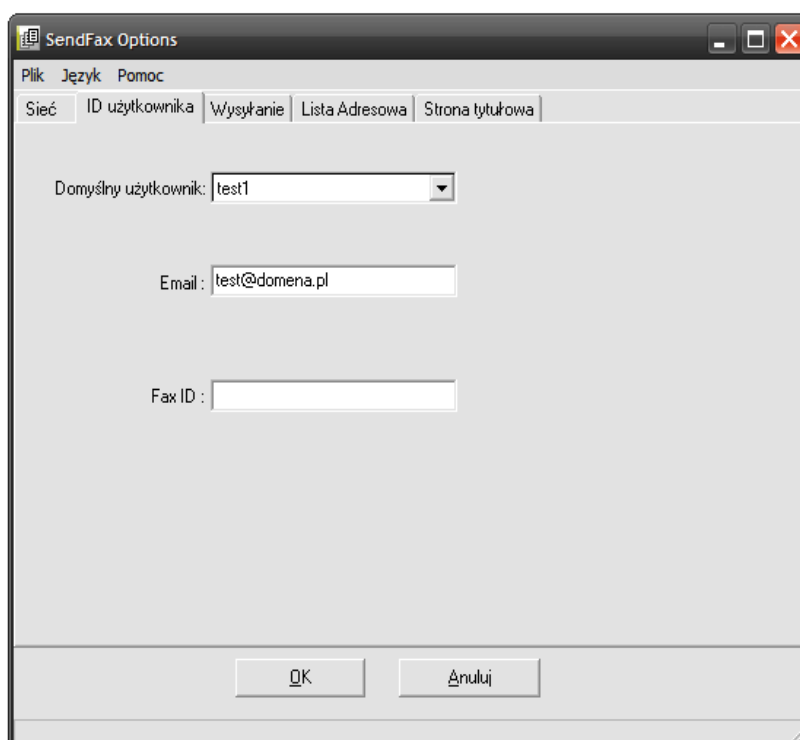 SendFax Options
Plik Język Pomoc
Sieć ID użytkownika Wysyłanie Lista Adresowa Strona tytułowa
Domyślny użytkownik: test1
Email : test@domena.pl
Fax ID :
OK Anuluj